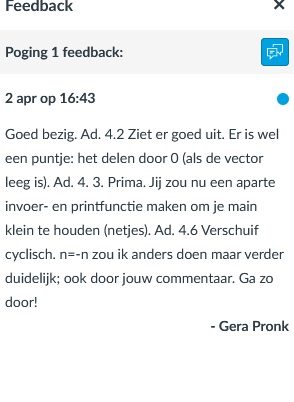 Feedback
Poging 1 feedback:
2 apr op 16:43
Goed bezig. Ad. 4.2 Ziet er goed uit. Er is wel
een puntje: het delen door 0 (als de vector
leeg is). Ad. 4. 3. Prima. Jij zou nu een aparte
invoer- en printfunctie maken om je main
klein te houden (netjes). Ad. 4.6 Verschuif
cyclisch. n=-n zou ik anders doen maar verder
duidelijk; ook door jouw commentaar. Ga zo
door!
- Gera Pronk